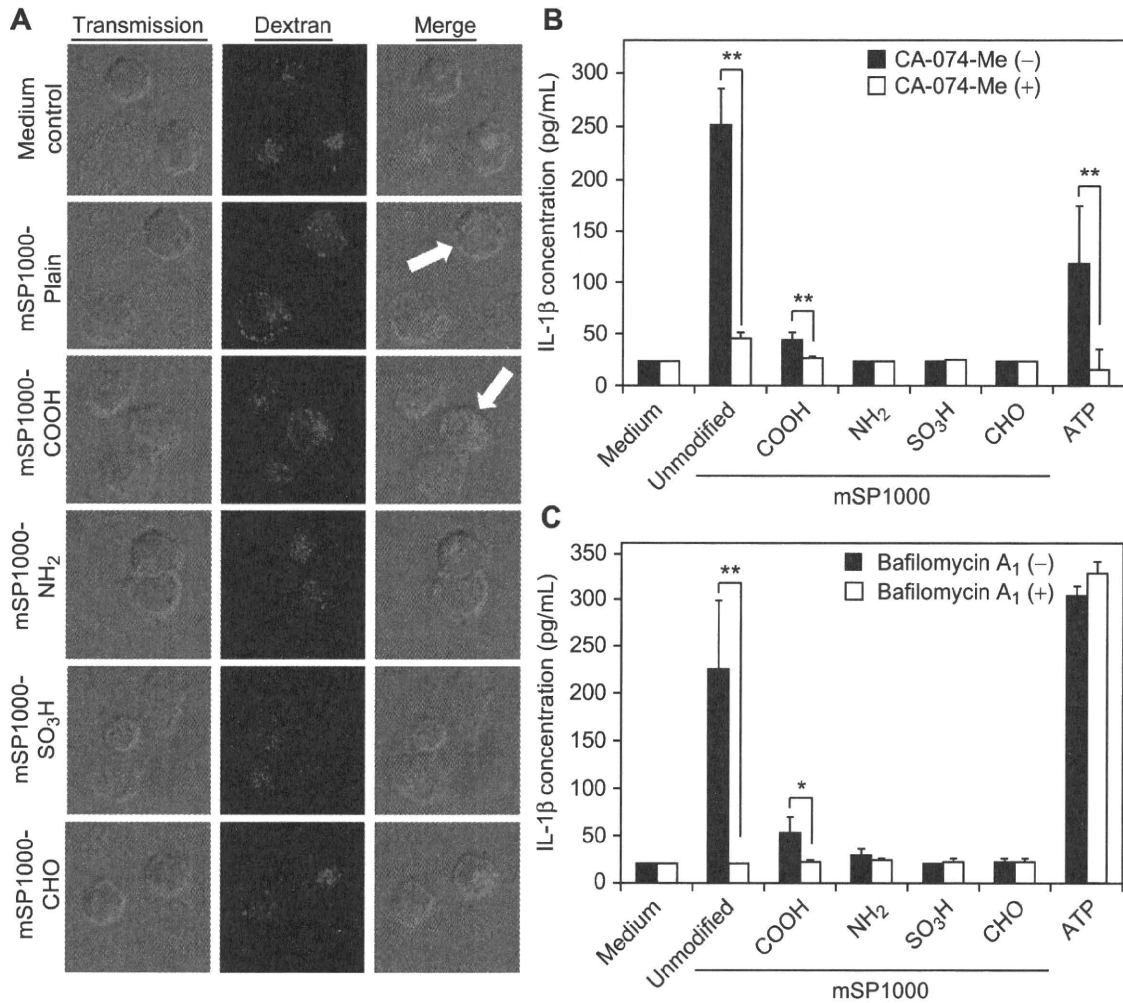 A
Transmission Dextran Merge
Medium
control
mSP1000-
Plain
mSP1000-
COOH
mSP1000-
NH₂
mSP1000-
SO₃H
mSP1000-
CHO
B
CA-074-Me (−)
CA-074-Me (+)
IL-1β concentration (pg/mL)
300
250
200
150
100
50
0
**
**
**
Medium
Unmodified
COOH
NH₂
SO₃H
CHO
ATP
mSP1000
C
Bafilomycin A₁ (−)
Bafilomycin A₁ (+)
IL-1β concentration (pg/mL)
350
300
250
200
150
100
50
0
**
*
Medium
Unmodified
COOH
NH₂
SO₃H
CHO
ATP
mSP1000